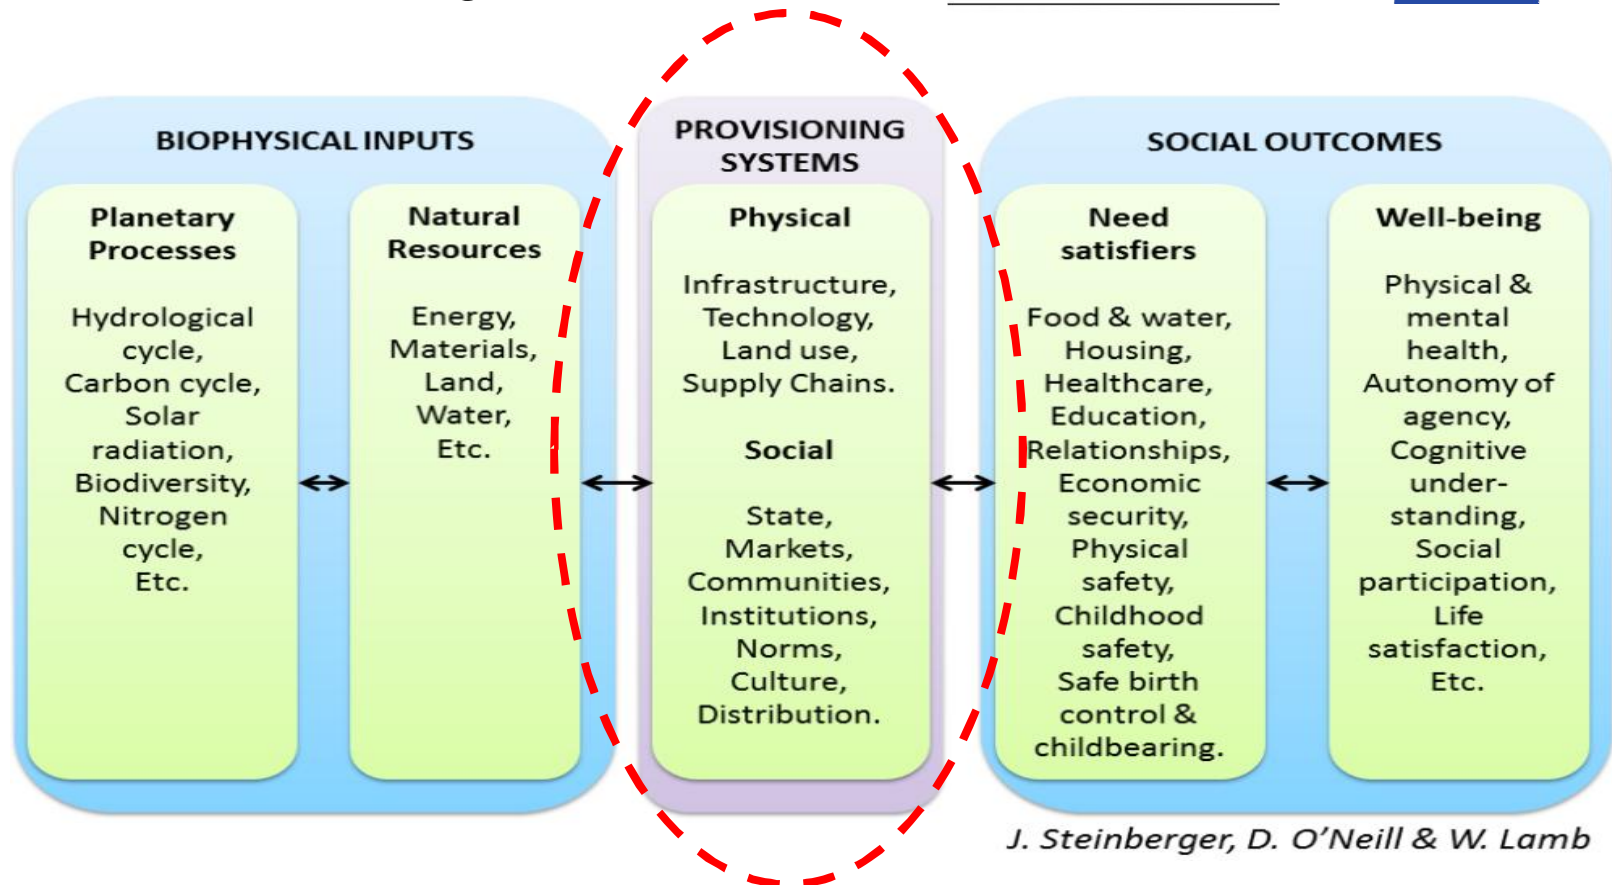 BIOPHYSICAL INPUTS
Planetary
Processes
Hydrological
cycle,
Carbon cycle,
Solar
radiation,
Biodiversity,
Nitrogen
cycle,
Etc.
Natural
Resources
Energy,
Materials,
Land,
Water,
Etc.
PROVISIONING
SYSTEMS
Physical
Infrastructure,
Technology,
Land use,
Supply Chains.
Social
State,
Markets,
Communities,
Institutions,
Norms,
Culture,
Distribution.
SOCIAL OUTCOMES
Need
satisfiers
Food & water,
Housing,
Healthcare,
Education,
Relationships,
Economic
security,
Physical
safety,
Childhood
safety,
Safe birth
control &
childbearing.
Well-being
Physical &
mental
health,
Autonomy of
agency,
Cognitive
under-
standing,
Social
participation,
Life
satisfaction,
Etc.
J. Steinberger, D. O’Neill & W. Lamb